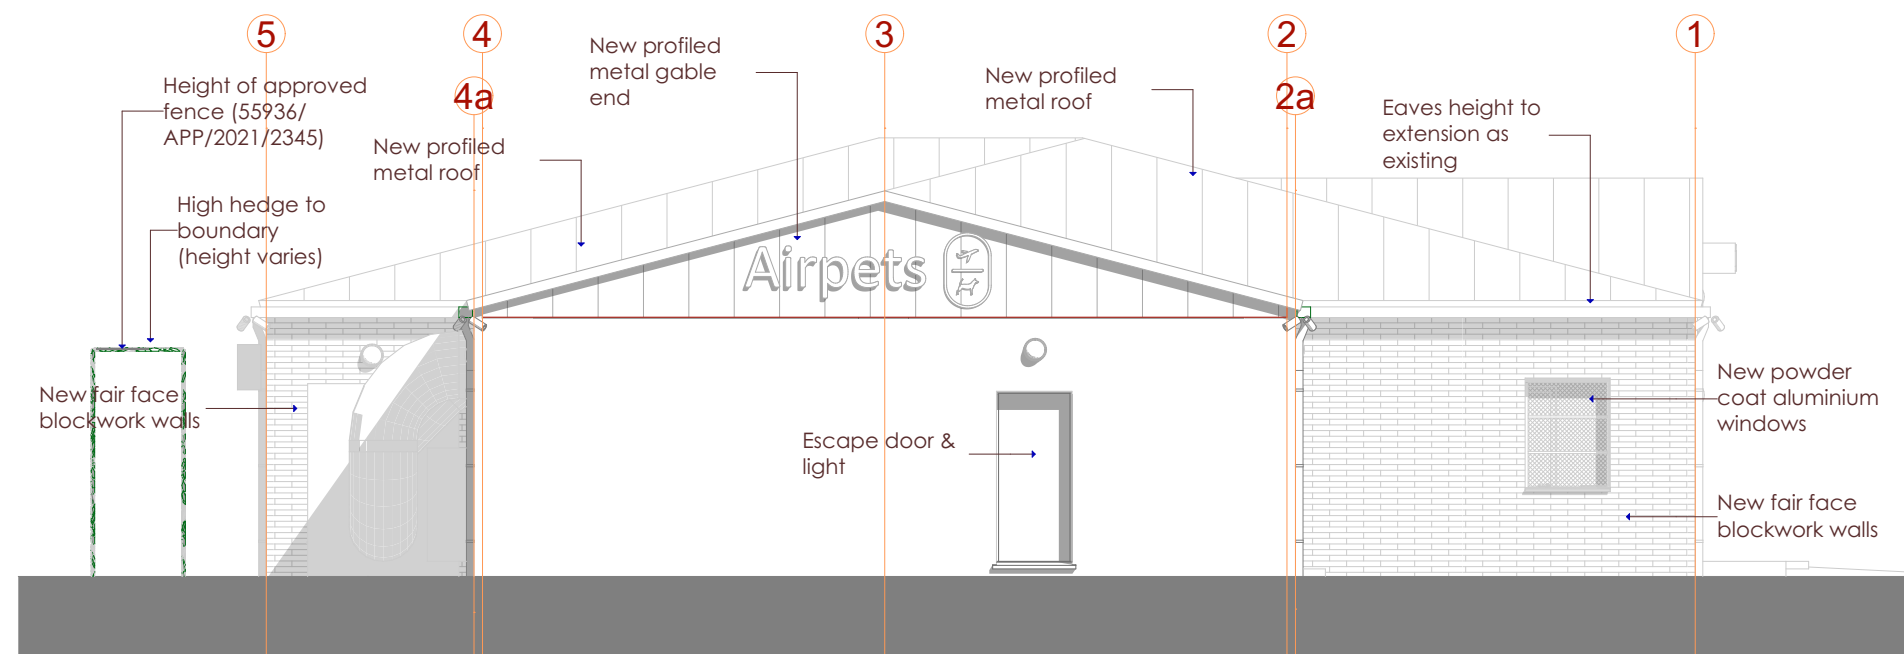 5
4
3
2
1
4a
2a
Height of approved
fence (55936/
APP/2021/2345)
New profiled
metal gable
end
New profiled
metal roof
New profiled
metal roof
Eaves height to
extension as
existing
High hedge to
boundary
(height varies)
Airpets
New fair face
blockwork walls
Escape door &
light
New powder
coat aluminium
windows
New fair face
blockwork walls